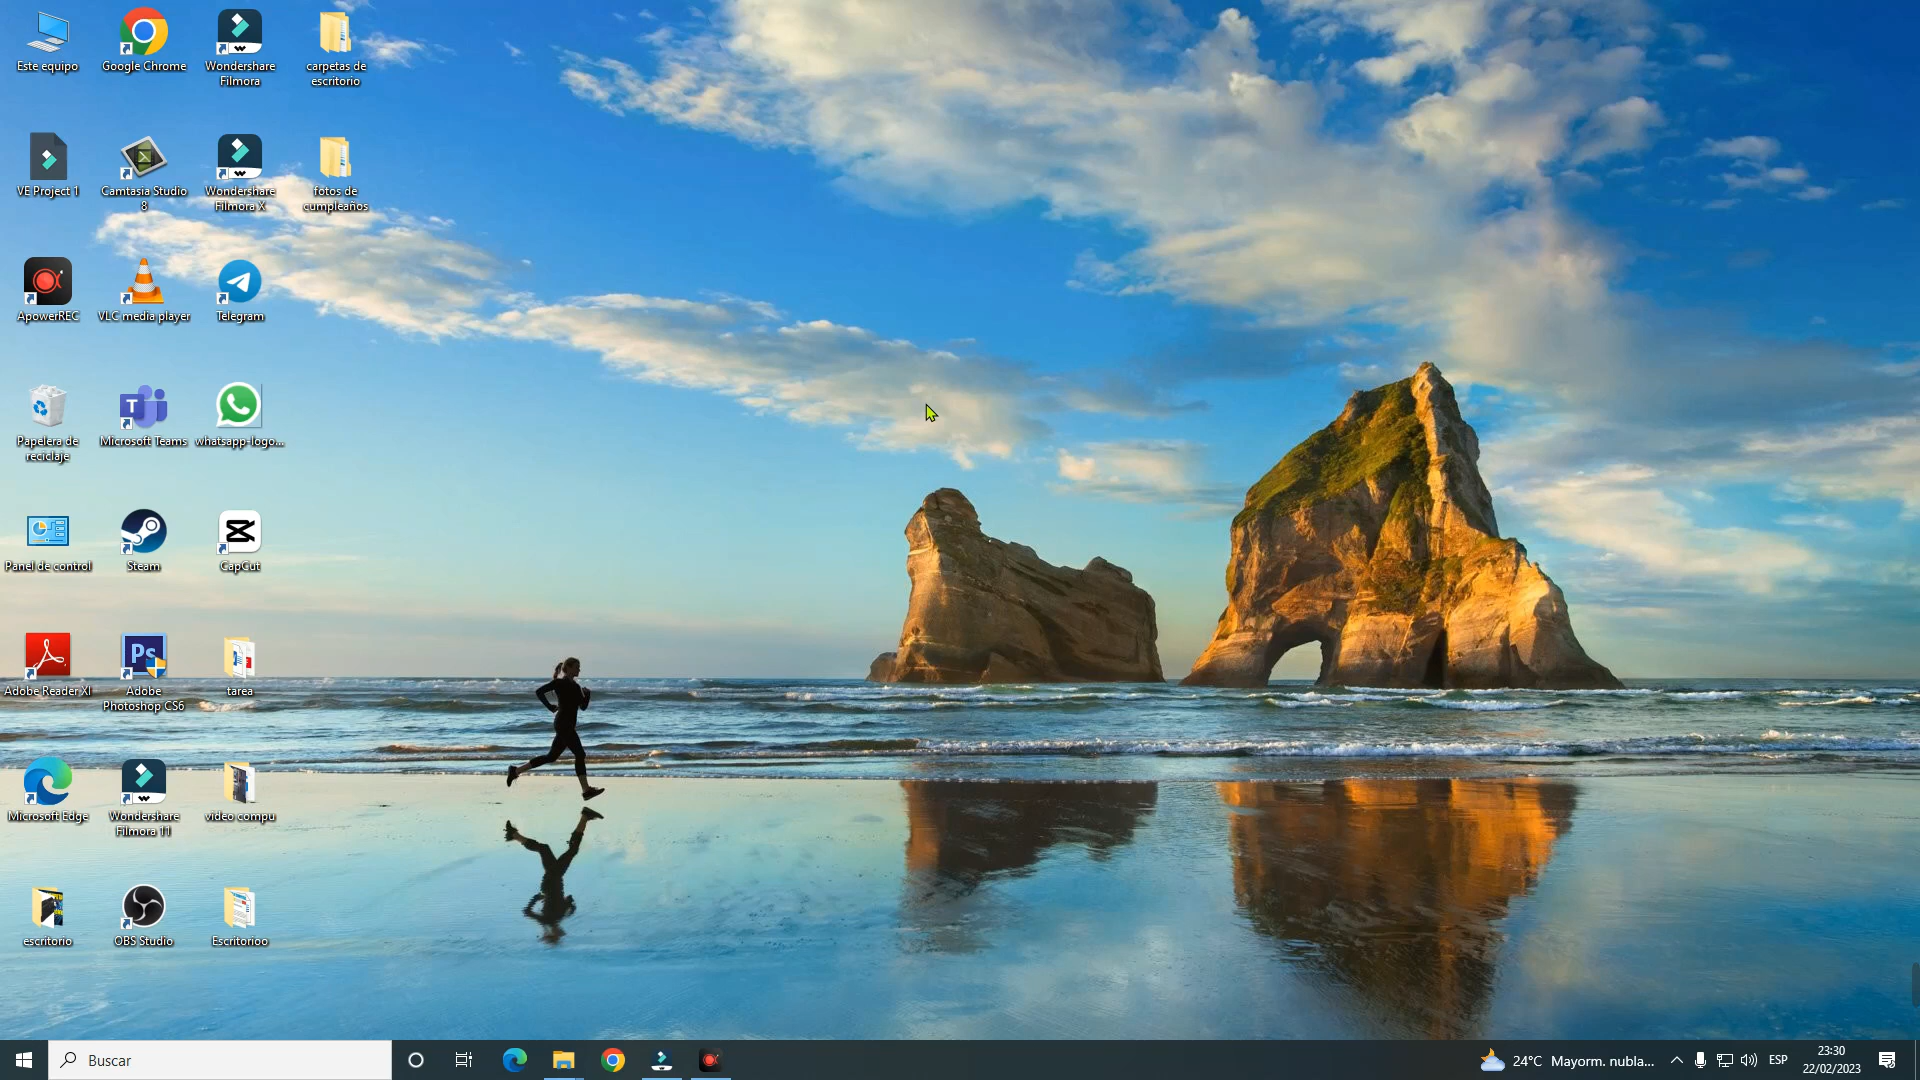 Este equipo
Google Chrome
Wondershare
Filmora
carpetas de
escritorio
VE Project 1
Camtasia Studio
8
Wondershare
Filmora X
fotos de
cumpleaños
ApowerREC
VLC media player
Telegram
Papelera de
reciclaje
T
Microsoft Teams
whatsapp-logo...
Panel de control
Steam
CapCut
Adobe Reader XI
Ps
Adobe
Photoshop CS6
tarea
Microsoft Edge
Wondershare
Filmora 11
video compu
escritorio
OBS Studio
Escritorioo
Buscar
24°C Mayorm. nubla...
ESP
23:30
22/02/2023